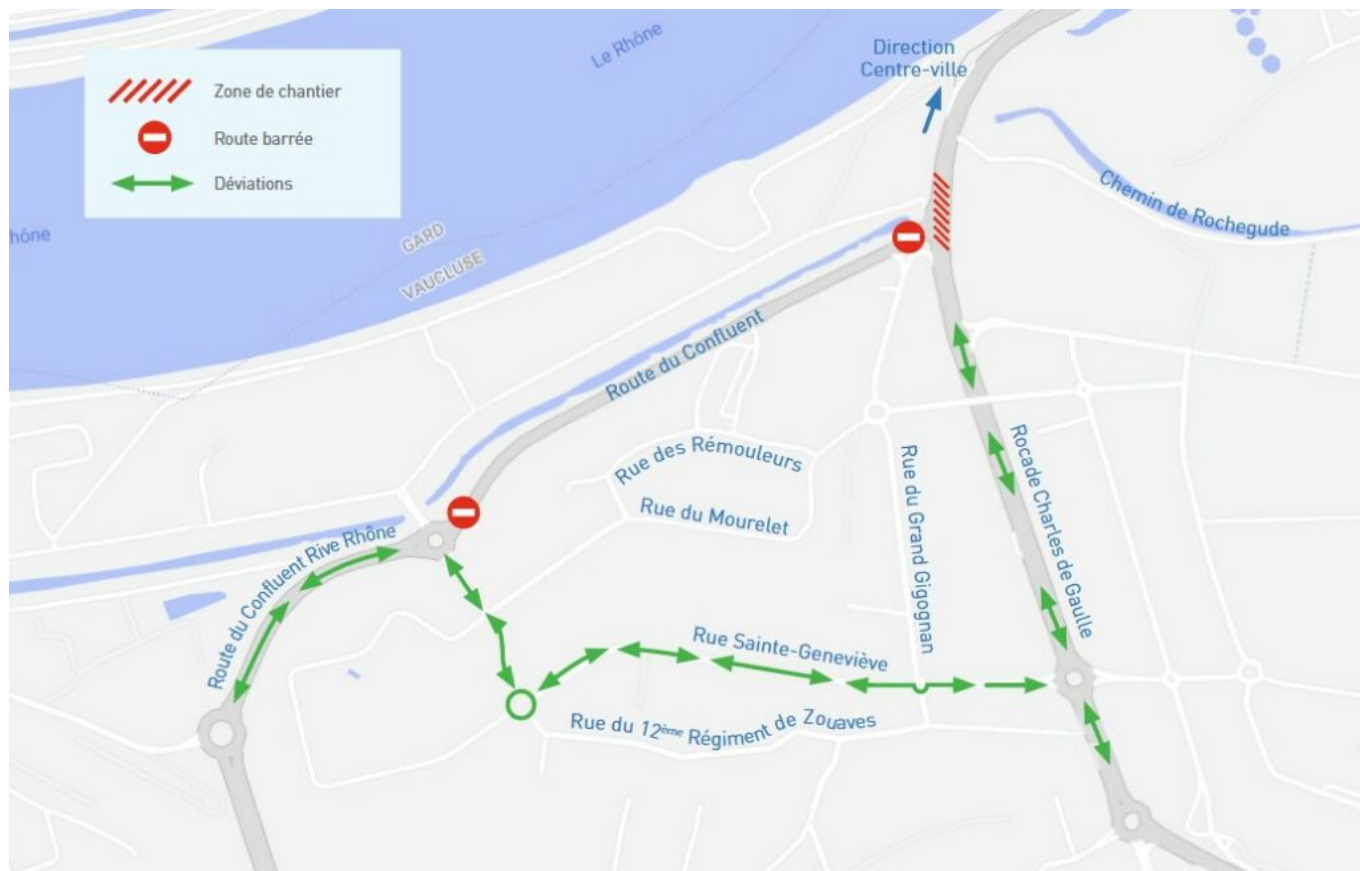 Zone de chantier
Route barrée
Déviations
Le Rhône
Direction
Centre-ville
hône
GARD
VAUCLUSE
Chemin de Rochegude
Route du Confluent
Rue des Rémouleurs
Rue du Mourelet
Rue du Grand Gigognan
Rocade Charles de Gaulle
Route du Confluent Rive Rhône
Rue Sainte-Geneviève
Rue du 12ème Régiment de Zouaves